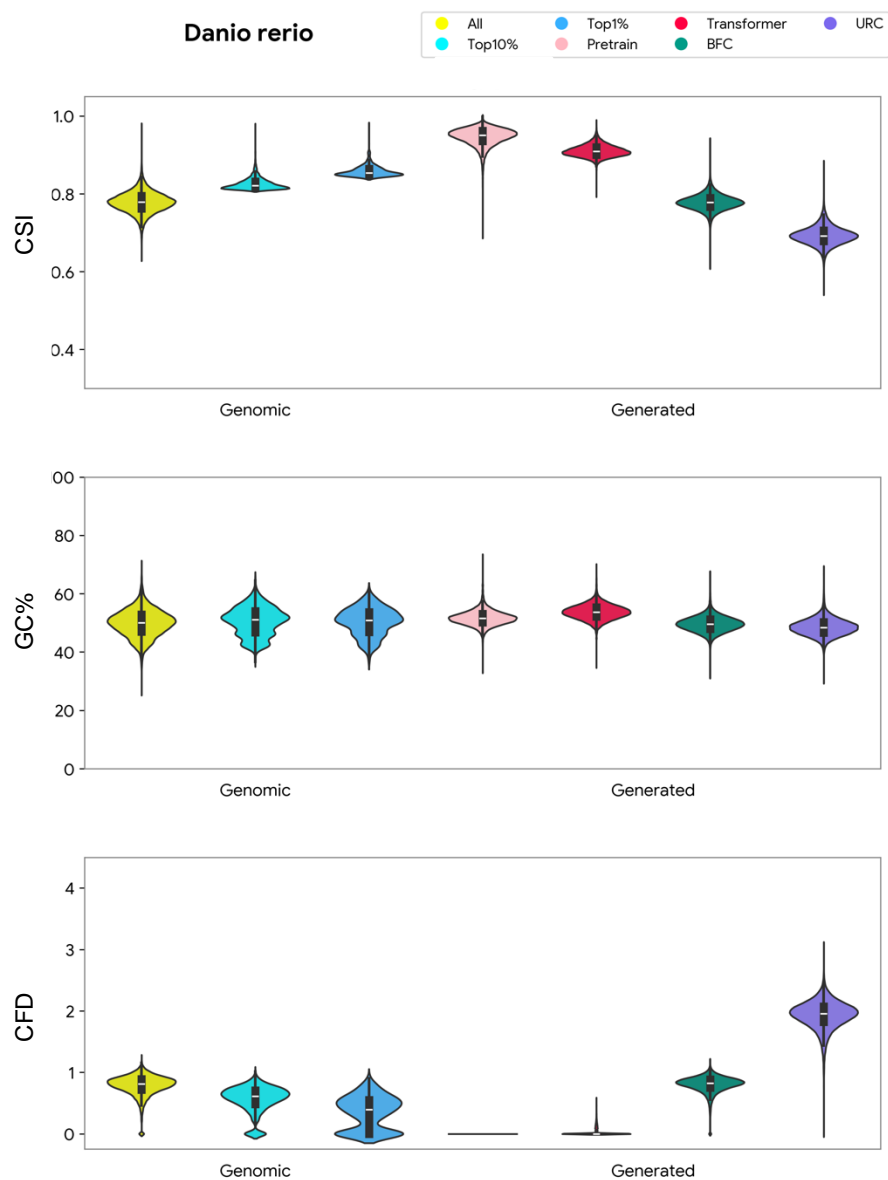 Danio rerio
All Top1% Transformer URC
Top10% Pretrain BFC
1.0
0.8
0.6
0.4
CSI
Genomic Generated
00
80
60
40
20
0
GC%
Genomic Generated
4
3
2
1
0
CFD
Genomic Generated